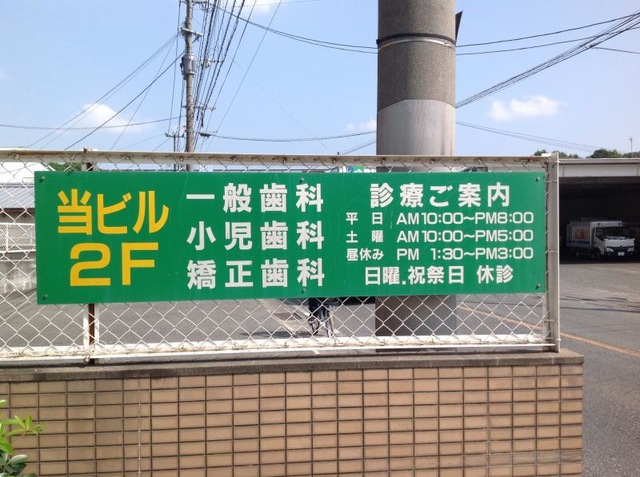 当ビル
2F
一般歯科
小児歯科
矯正歯科
診療ご案内
平日 AM10:00〜PM8:00
土曜 AM10:00〜PM5:00
昼休み PM 1:30〜PM3:00
日曜.祝祭日 休診